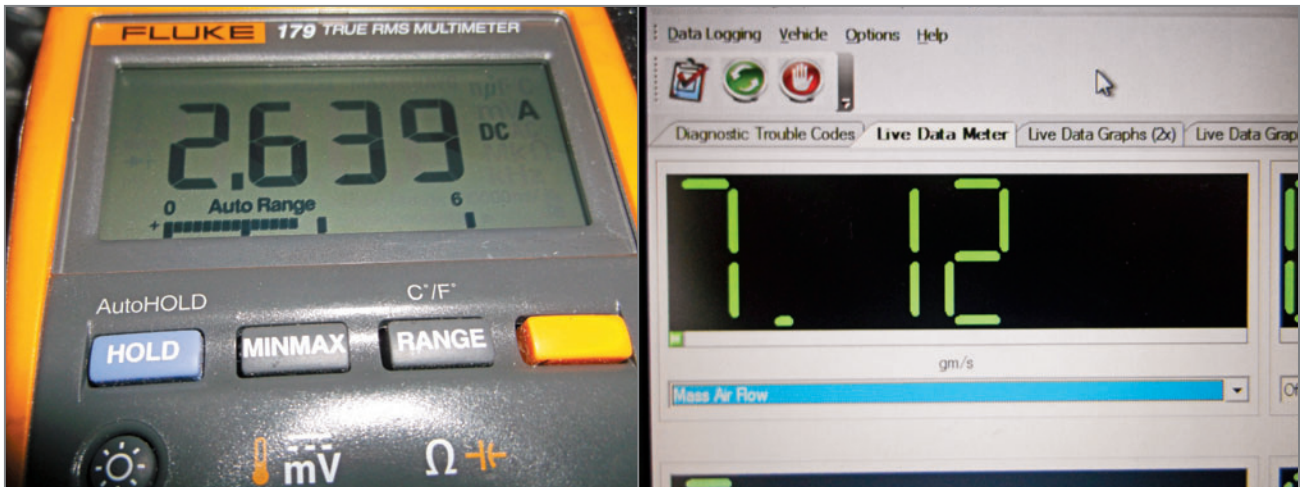 FLUKE 179 TRUE RMS MULTIMETER
2.639 DC A
0 Auto Range 6
+
AutoHOLD
C°/F°
HOLD
MINMAX
RANGE
mV
Ω
Data Logging Vehicle Options Help
Diagnostic Trouble Codes
Live Data Meter
Live Data Graphs (2x)
Live Data Grap
7.12
gm/s
Mass Air Flow